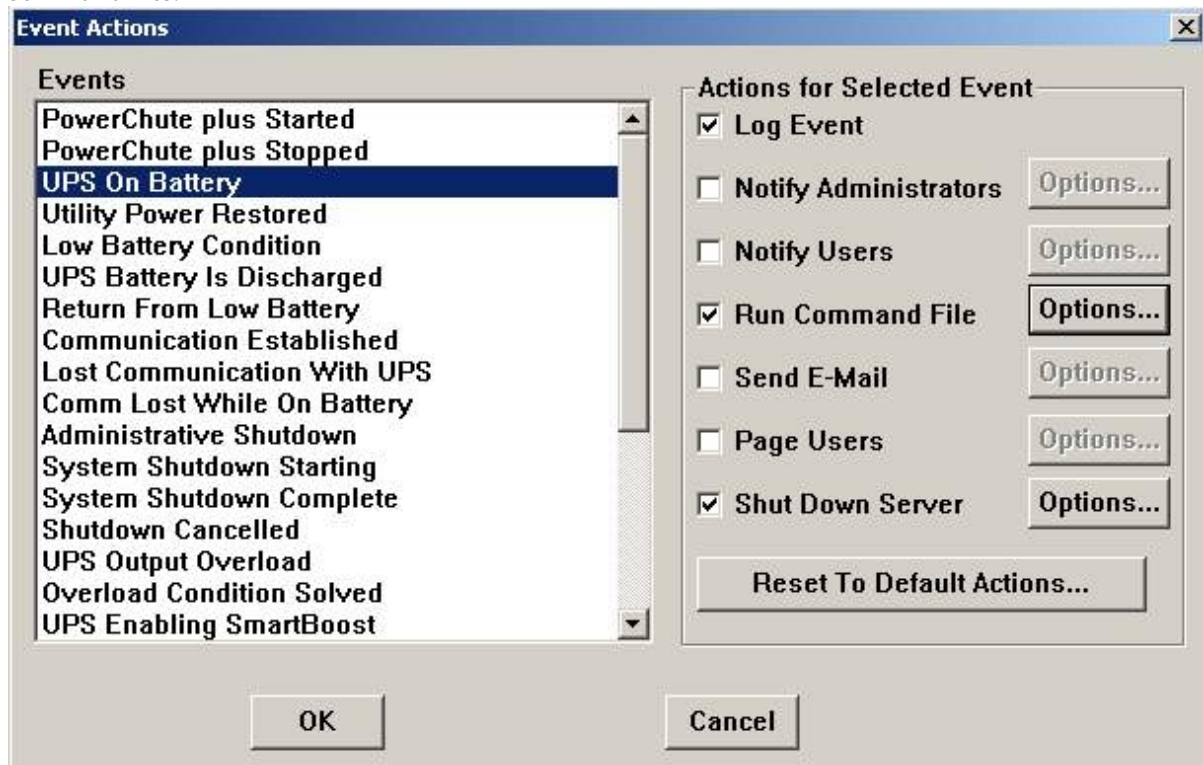 Event Actions
Events
PowerChute plus Started
PowerChute plus Stopped
UPS On Battery
Utility Power Restored
Low Battery Condition
UPS Battery Is Discharged
Return From Low Battery
Communication Established
Lost Communication With UPS
Comm Lost While On Battery
Administrative Shutdown
System Shutdown Starting
System Shutdown Complete
Shutdown Cancelled
UPS Output Overload
Overload Condition Solved
UPS Enabling SmartBoost
Actions for Selected Event
Log Event
Notify Administrators Options...
Notify Users Options...
Run Command File Options...
Send E-Mail Options...
Page Users Options...
Shut Down Server Options...
Reset To Default Actions...
OK Cancel